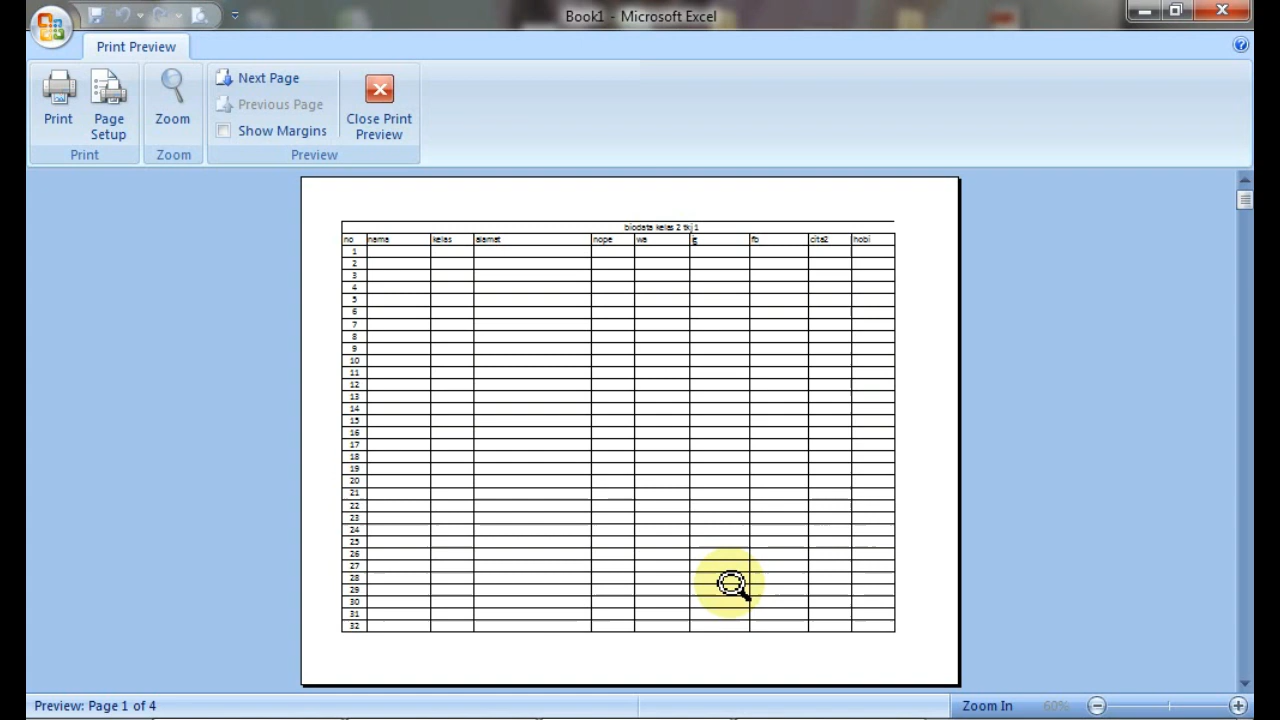 Book1 - Microsoft Excel
Print Preview
Print
Page Setup
Zoom
Next Page
Previous Page
Show Margins
Close Print Preview
Print
Zoom
Preview
biodata kelas 2 tkj 1
no nama kelas alamat nope wa ig fb cita2 hobi
1
2
3
4
5
6
7
8
9
10
11
12
13
14
15
16
17
18
19
20
21
22
23
24
25
26
27
28
29
30
31
32
Preview: Page 1 of 4
Zoom In 60%